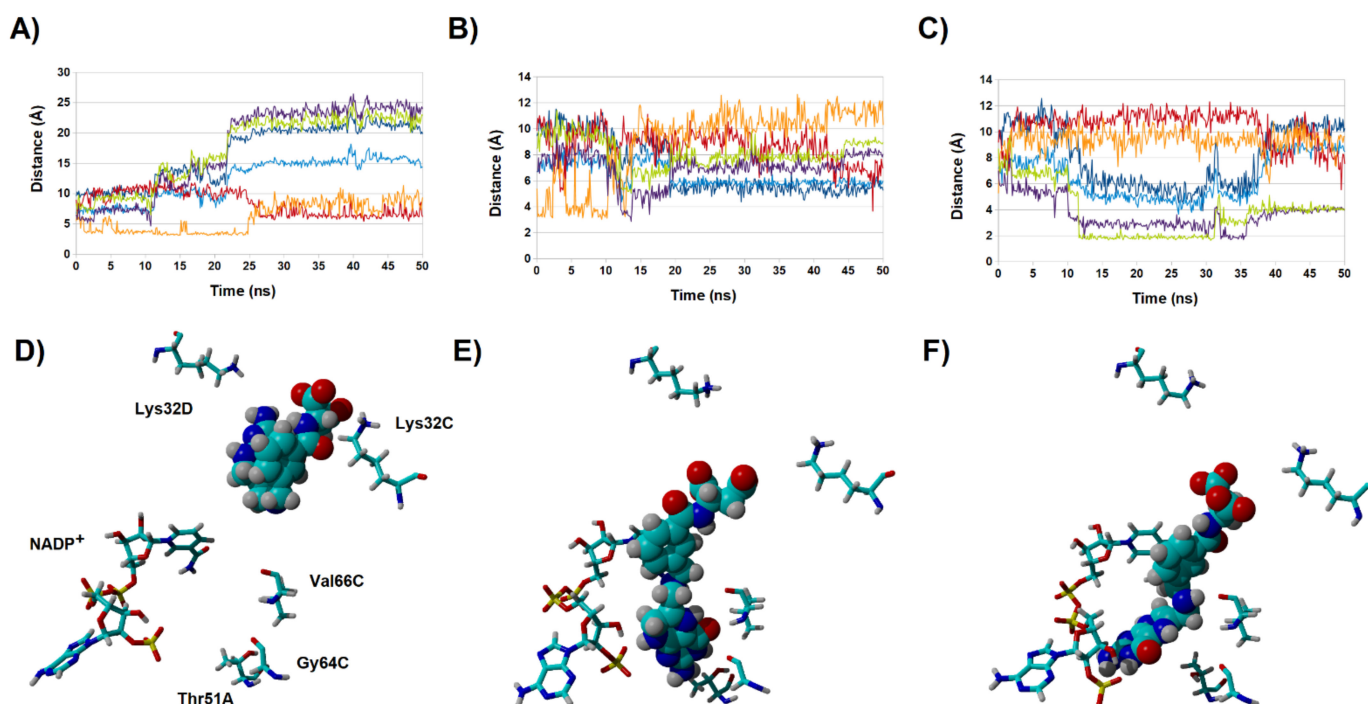 A)
B)
C)
30
25
20
15
10
5
0
Distance (Å)
0 5 10 15 20 25 30 35 40 45 50
Time (ns)
14
12
10
8
6
4
2
0
Distance (Å)
0 5 10 15 20 25 30 35 40 45 50
Time (ns)
14
12
10
8
6
4
2
0
Distance (Å)
0 5 10 15 20 25 30 35 40 45 50
Time (ns)
D)
E)
F)
Lys32D
Lys32C
NADP+
Val66C
Gy64C
Thr51A